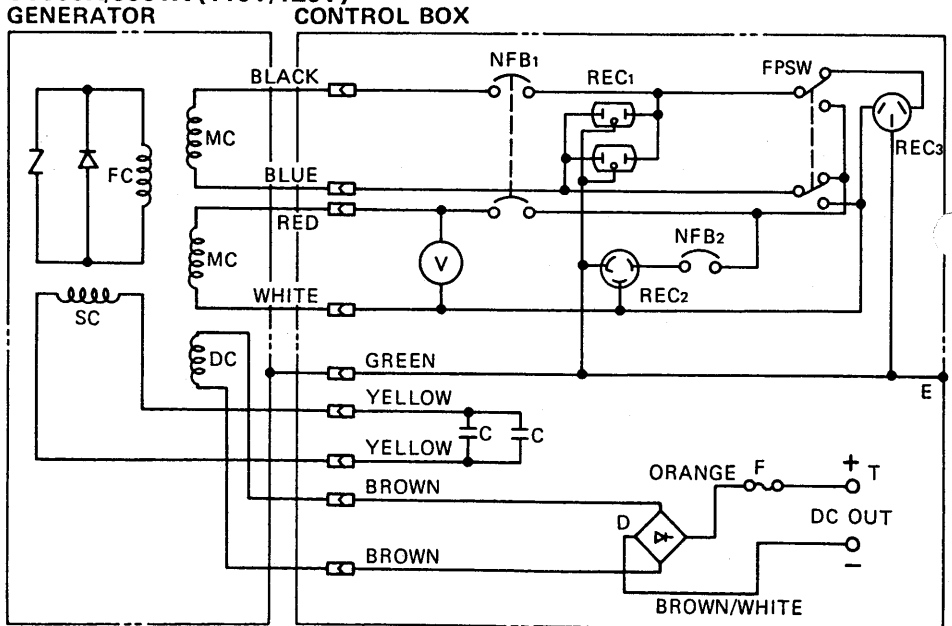 GENERATOR
CONTROL BOX
BLACK
NFB1
REC1
FPSW
MC
FC
REC3
BLUE
RED
NFB2
MC
V
WHITE
REC2
SC
DC
GREEN
E
YELLOW
C C
YELLOW
ORANGE F + T
BROWN
D DC OUT
BROWN −
BROWN/WHITE